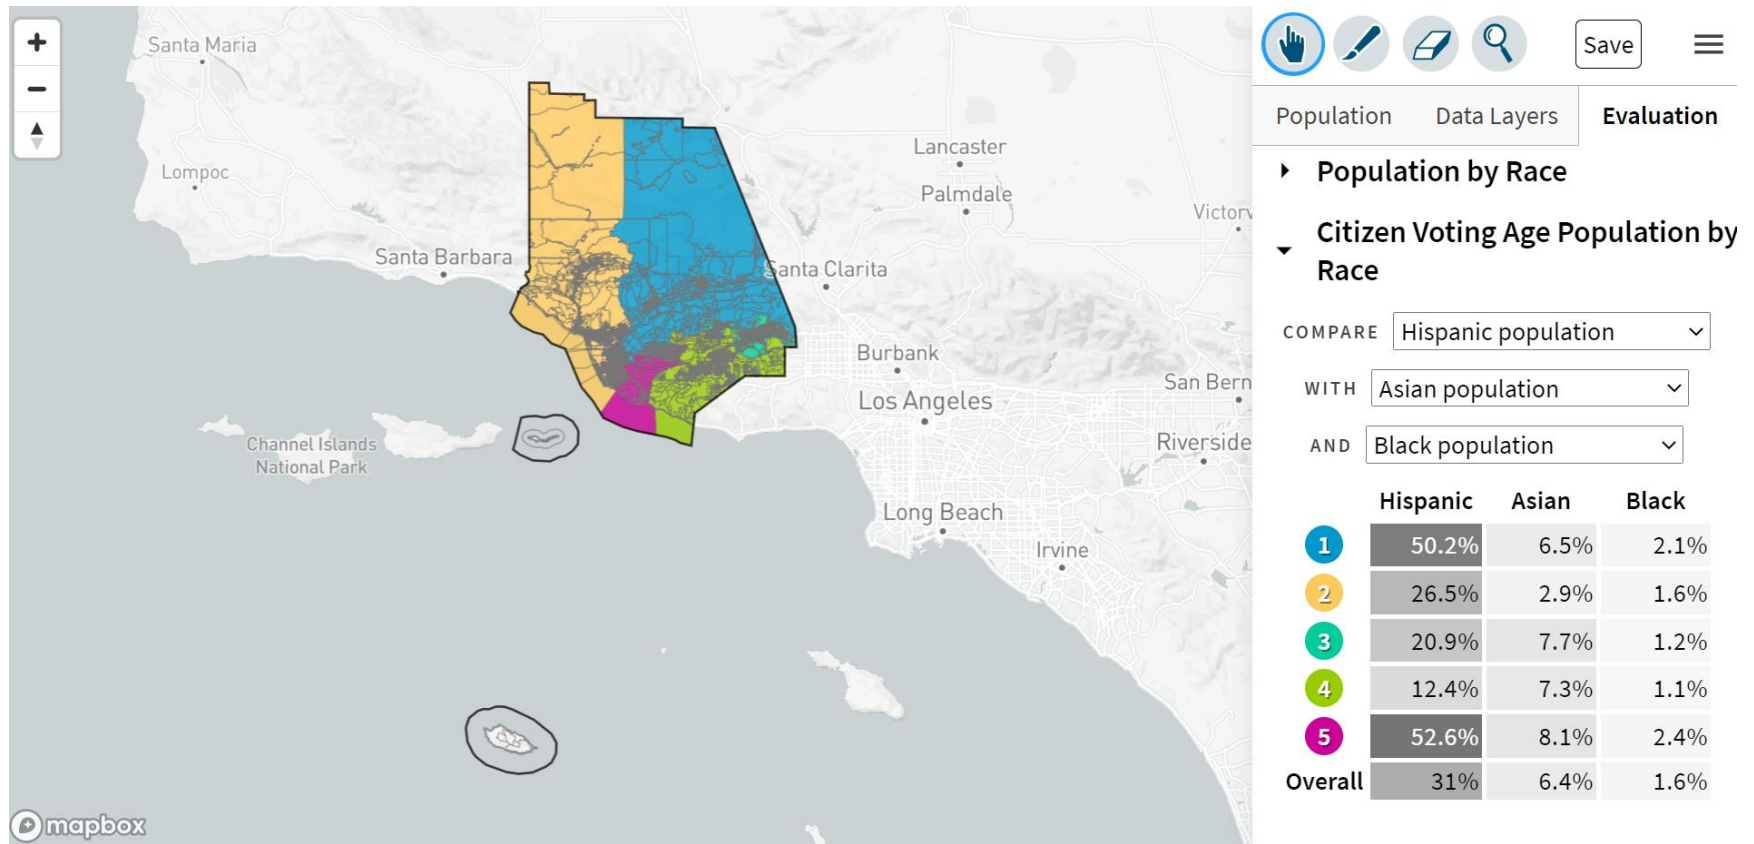 Santa Maria
Lompoc
Santa Barbara
Channel Islands
National Park
Lancaster
Palmdale
Victorv
Santa Clarita
Burbank
Los Angeles
San Bern
Riverside
Long Beach
Irvine
mapbox
Save
Population Data Layers Evaluation
Population by Race
Citizen Voting Age Population by
Race
COMPARE Hispanic population
WITH Asian population
AND Black population
Hispanic Asian Black
1 50.2% 6.5% 2.1%
2 26.5% 2.9% 1.6%
3 20.9% 7.7% 1.2%
4 12.4% 7.3% 1.1%
5 52.6% 8.1% 2.4%
Overall 31% 6.4% 1.6%